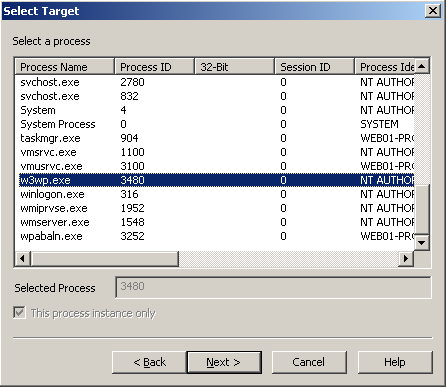 Select Target
Select a process
Process Name Process ID 32-Bit Session ID Process Ide
svchost.exe 2780 0 NT AUTHOR
svchost.exe 832 0 NT AUTHOR
System 4 0 NT AUTHOR
System Process 0 0 SYSTEM
taskmgr.exe 904 0 WEB01-PRO
vmsrvc.exe 1100 0 NT AUTHOR
vmusrvc.exe 3100 0 WEB01-PRO
w3wp.exe 3480 0 NT AUTHOR
winlogon.exe 316 0 NT AUTHOR
wmiprvse.exe 1952 0 NT AUTHOR
wmserver.exe 1548 0 NT AUTHOR
wpabaln.exe 3252 0 WEB01-PRO
Selected Process 3480
This process instance only
< Back Next > Cancel Help